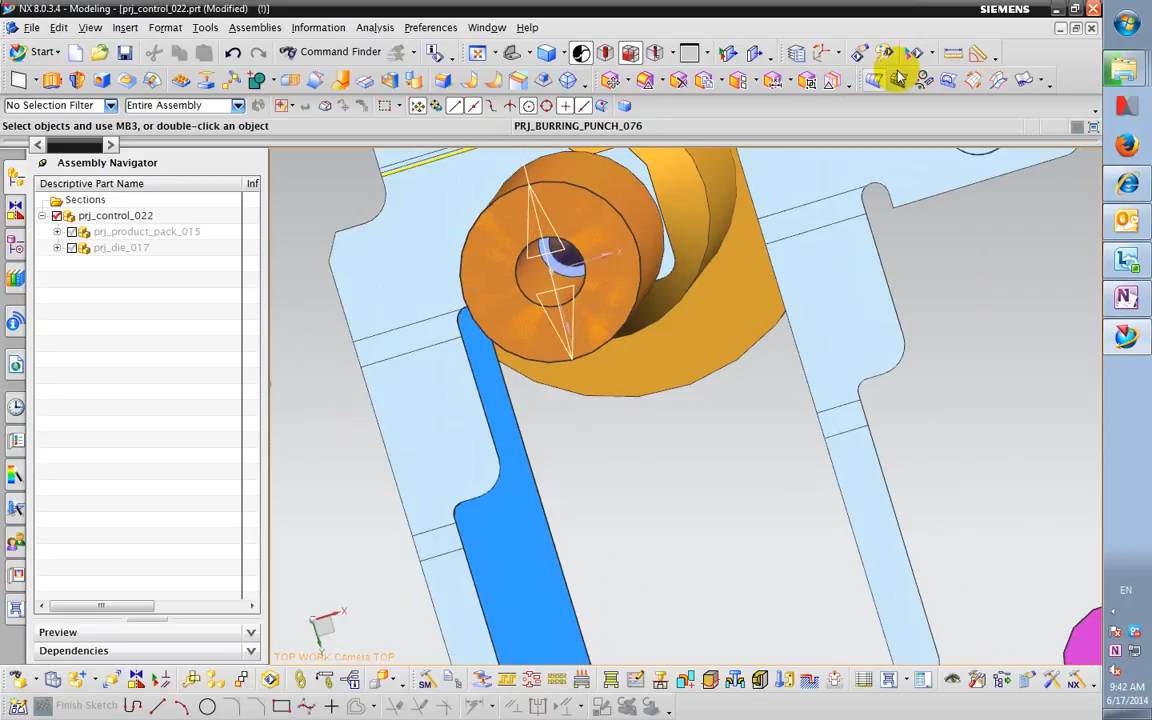 NX 8.0.3.4 - Modeling - [prj_control_022.prt (Modified) (!)]
SIEMENS
File Edit View Insert Format Tools Assemblies Information Analysis Preferences Window Help
Start
Command Finder
No Selection Filter
Entire Assembly
Select objects and use MB3, or double-click an object
PRJ_BURRING_PUNCH_076
Assembly Navigator
Descriptive Part Name
Inf
Sections
prj_control_022
prj_product_pack_015
prj_die_017
X
X
TOP WORK Camera TOP
Preview
Dependencies
Finish Sketch
SM
NX
EN
9:42 AM
6/17/2014